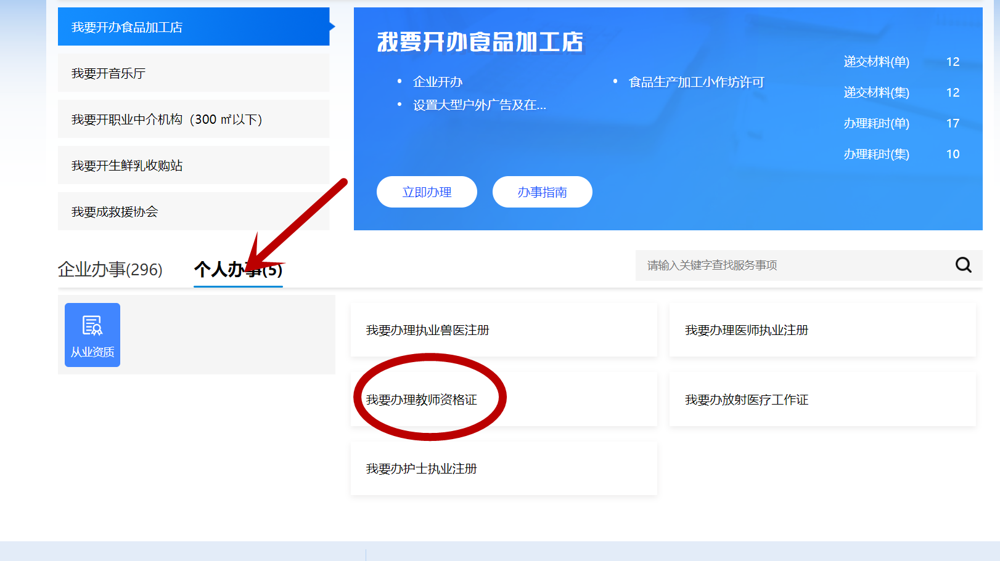 我要开办食品加工店
我要开音乐厅
我要开职业中介机构（300 ㎡以下）
我要开生鲜乳收购站
我要成救援协会
我要开办食品加工店
• 企业开办
• 食品生产加工小作坊许可
• 设置大型户外广告及在...
递交材料(单) 12
递交材料(集) 12
办理耗时(单) 17
办理耗时(集) 10
立即办理
办事指南
企业办事(296)
个人办事(5)
请输入关键字查找服务事项
从业资质
我要办理执业兽医注册
我要办理医师执业注册
我要办理教师资格证
我要办放射医疗工作证
我要办护士执业注册